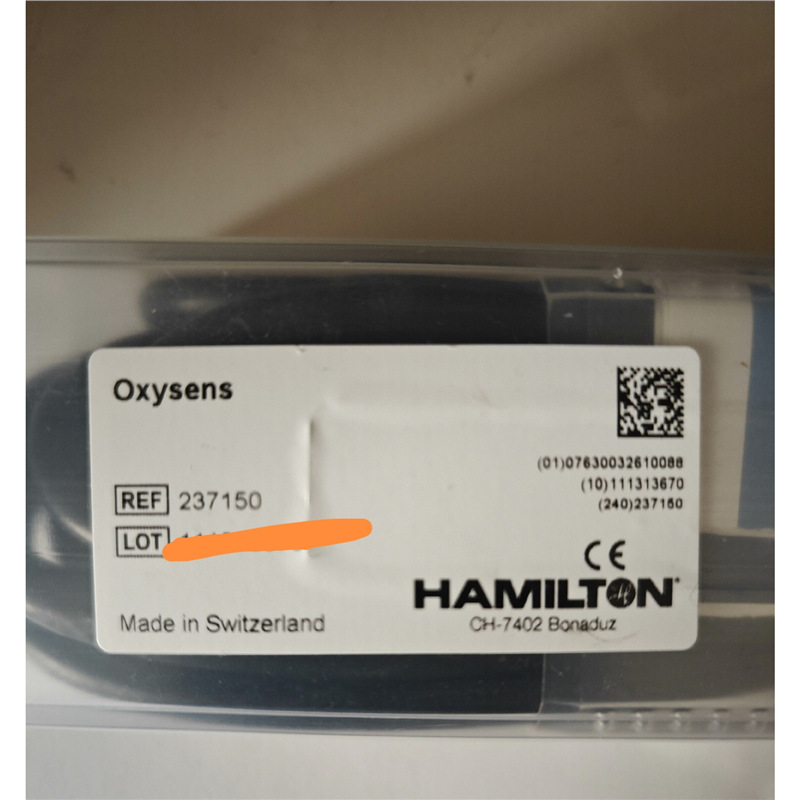 Oxysens
(01)07630032610088
(10)111313670
(240)237150
REF 237150
LOT
CE
HAMILTON
Made in Switzerland
CH-7402 Bonaduz